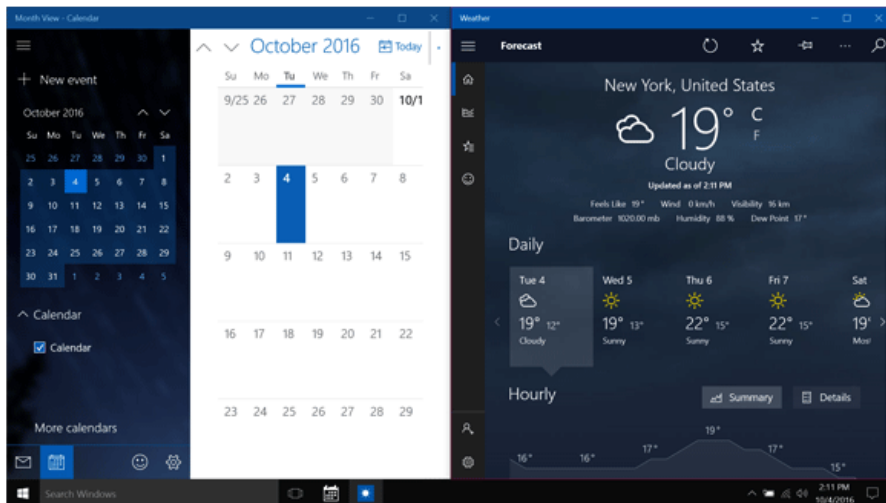 Month View - Calendar
New event
October 2016
Su Mo Tu We Th Fr Sa
25 26 27 28 29 30 1
2 3 4 5 6 7 8
9 10 11 12 13 14 15
16 17 18 19 20 21 22
23 24 25 26 27 28 29
30 31 1 2 3 4 5
Calendar
Calendar
More calendars
October 2016 Today
Su Mo Tu We Th Fr Sa
9/25 26 27 28 29 30 10/1
2 3 4 5 6 7 8
9 10 11 12 13 14 15
16 17 18 19 20 21 22
23 24 25 26 27 28 29
Weather
Forecast
New York, United States
19° C
F
Cloudy
Updated as of 2:11 PM
Feels Like 19° Wind 0 km/h Visibility 16 km
Barometer 1020.00 mb Humidity 88 % Dew Point 17°
Daily
Tue 4 Wed 5 Thu 6 Fri 7 Sat
19° 12° 19° 13° 22° 15° 22° 15° 19°
Cloudy Sunny Sunny Sunny Most
Hourly Summary Details
16° 16° 17° 19° 17° 15°
Search Windows
2:11 PM
10/4/2016